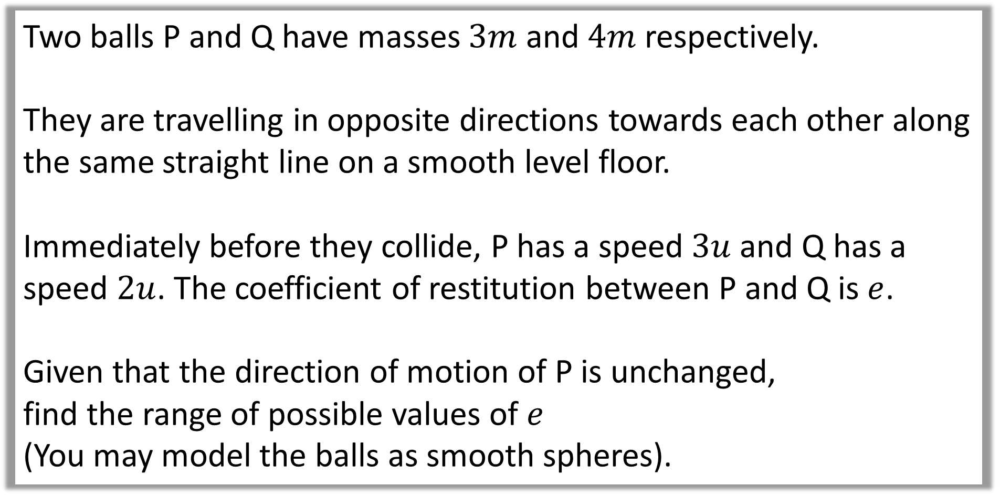 Two balls P and Q have masses 3𝑚 and 4𝑚 respectively.
They are travelling in opposite directions towards each other along
the same straight line on a smooth level floor.
Immediately before they collide, P has a speed 3𝑢 and Q has a
speed 2𝑢. The coefficient of restitution between P and Q is 𝑒.
Given that the direction of motion of P is unchanged,
find the range of possible values of 𝑒
(You may model the balls as smooth spheres).